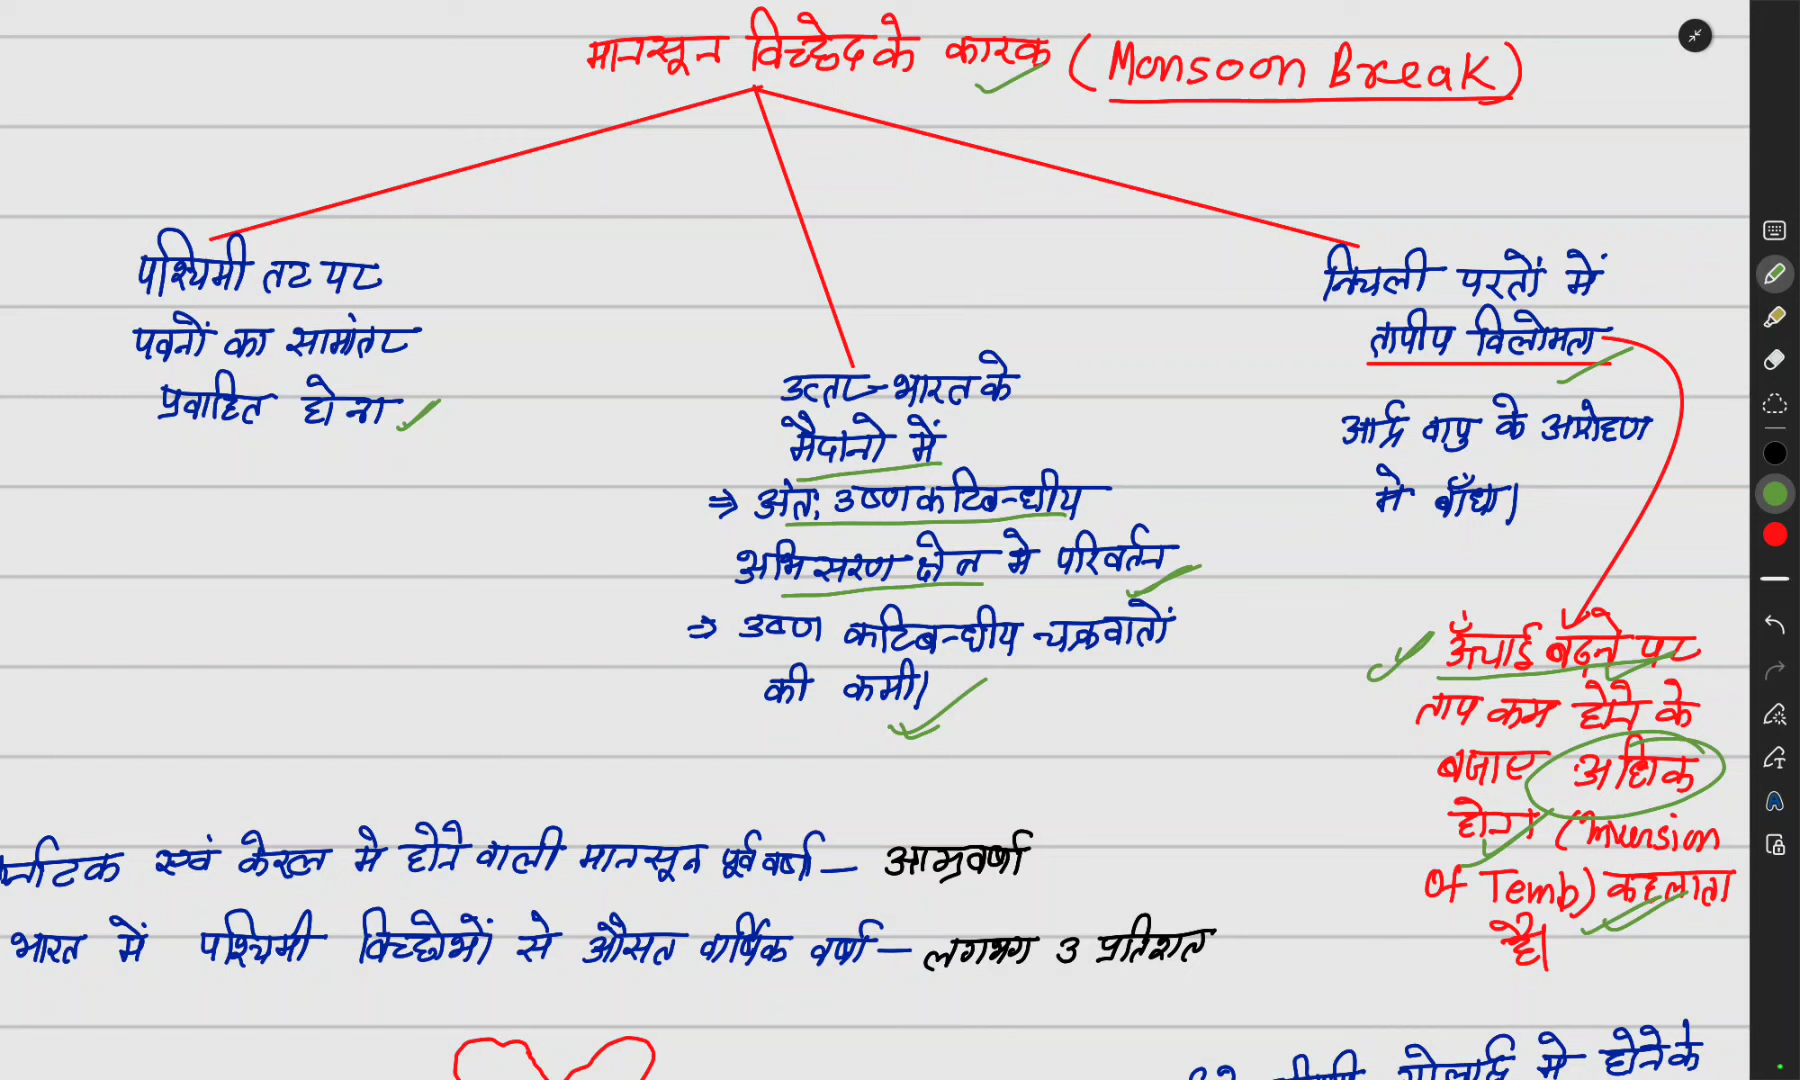 मानसून विच्छेद के कारक (Monsoon Break)
पश्चिमी तट पर
पवनों का सामांतर
प्रवाहित होना
उत्तर-भारत के
मैदानो में
⇒ अंत: उष्णकटिबन्धीय
अभिसरण क्षेत्र मे परिवर्तन
⇒ उष्ण कटिबन्धीय चक्रवातों
की कमी।
निचली परतों में
तापीय विलोमता
आर्द्र वायु के आरोहण
मे बाँधा।
ऊँचाई बढ़ने पर
ताप कम होने के
बजाए अधिक
होना (Inversion
Of Temb) कहलाता
है।
र्नाटक एवं केरल मे होने वाली मानसून पूर्व वर्षा — आम्रवर्षा
भारत में पश्चिमी विच्छोभों से औसत वार्षिक वर्षा — लगभग 3 प्रतिशत
गोलार्द्ध मे होने के